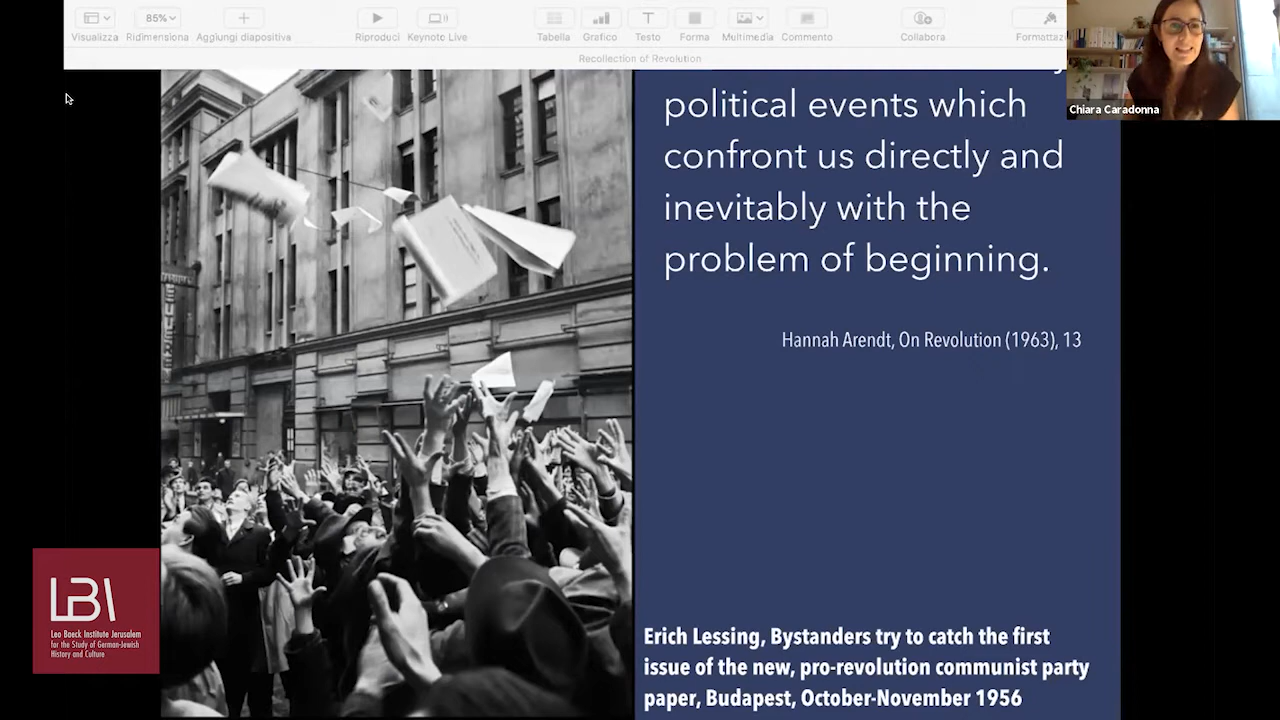 85%
Visualizza
Ridimensiona
Aggiungi diapositiva
Riproduci
Keynote Live
Tabella
Grafico
Testo
Forma
Multimedia
Commento
Collabora
Recollection of Revolution
Chiara Caradonna
political events which
confront us directly and
inevitably with the
problem of beginning.
Hannah Arendt, On Revolution (1963), 13
LBI
Leo Baeck Institute Jerusalem
for the Study of German-Jewish
History and Culture
Erich Lessing, Bystanders try to catch the first
issue of the new, pro-revolution communist party
paper, Budapest, October-November 1956